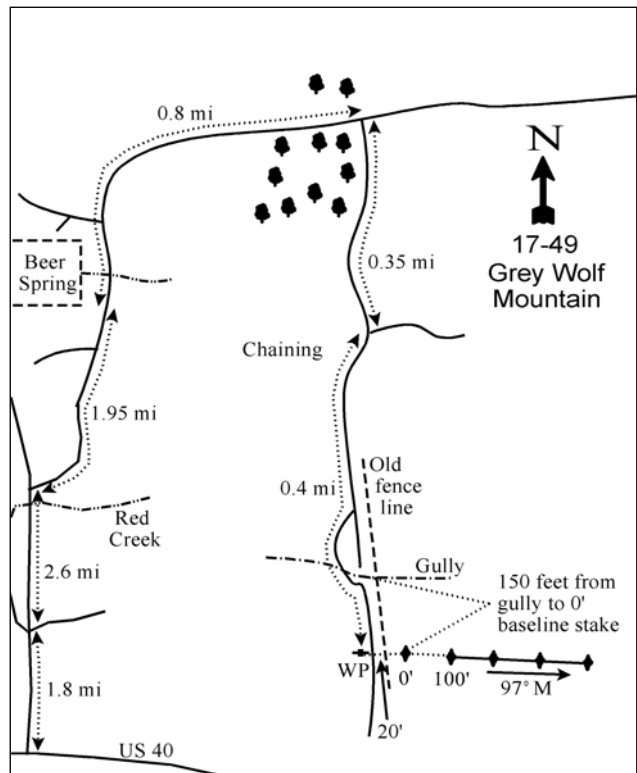 0.8 mi
N
17-49
Grey Wolf
Mountain
Beer
Spring
0.35 mi
Chaining
1.95 mi
Old
fence
line
0.4 mi
Red
Creek
Gully
2.6 mi
150 feet from
gully to 0'
baseline stake
WP
0'
100'
97° M
1.8 mi
20'
US 40